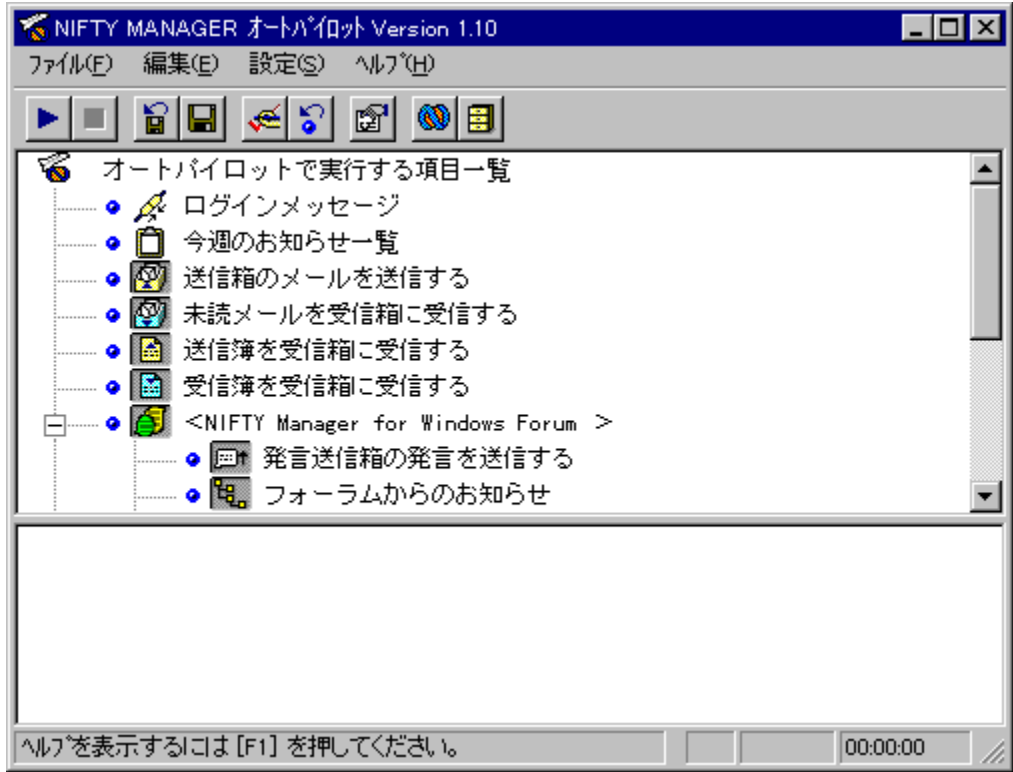 NIFTY MANAGER オートパイロット Version 1.10
ファイル(F) 編集(E) 設定(S) ヘルプ(H)
オートパイロットで実行する項目一覧
ログインメッセージ
今週のお知らせ一覧
送信箱のメールを送信する
未読メールを受信箱に受信する
送信簿を受信箱に受信する
受信簿を受信箱に受信する
<NIFTY Manager for Windows Forum >
発言送信箱の発言を送信する
フォーラムからのお知らせ
ヘルプを表示するには [F1] を押してください。 00:00:00